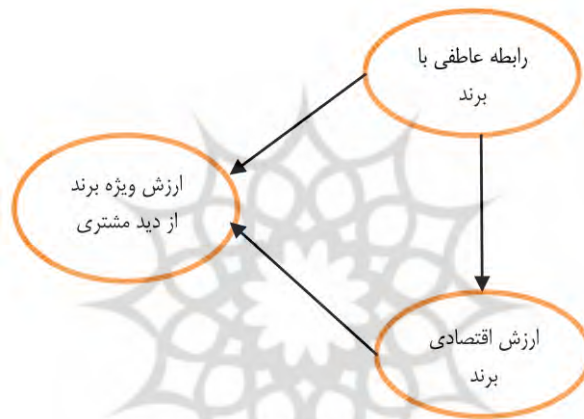 رابطه عاطفی با
برند
ارزش ویژه برند
از دید مشتری
ارزش اقتصادی
برند